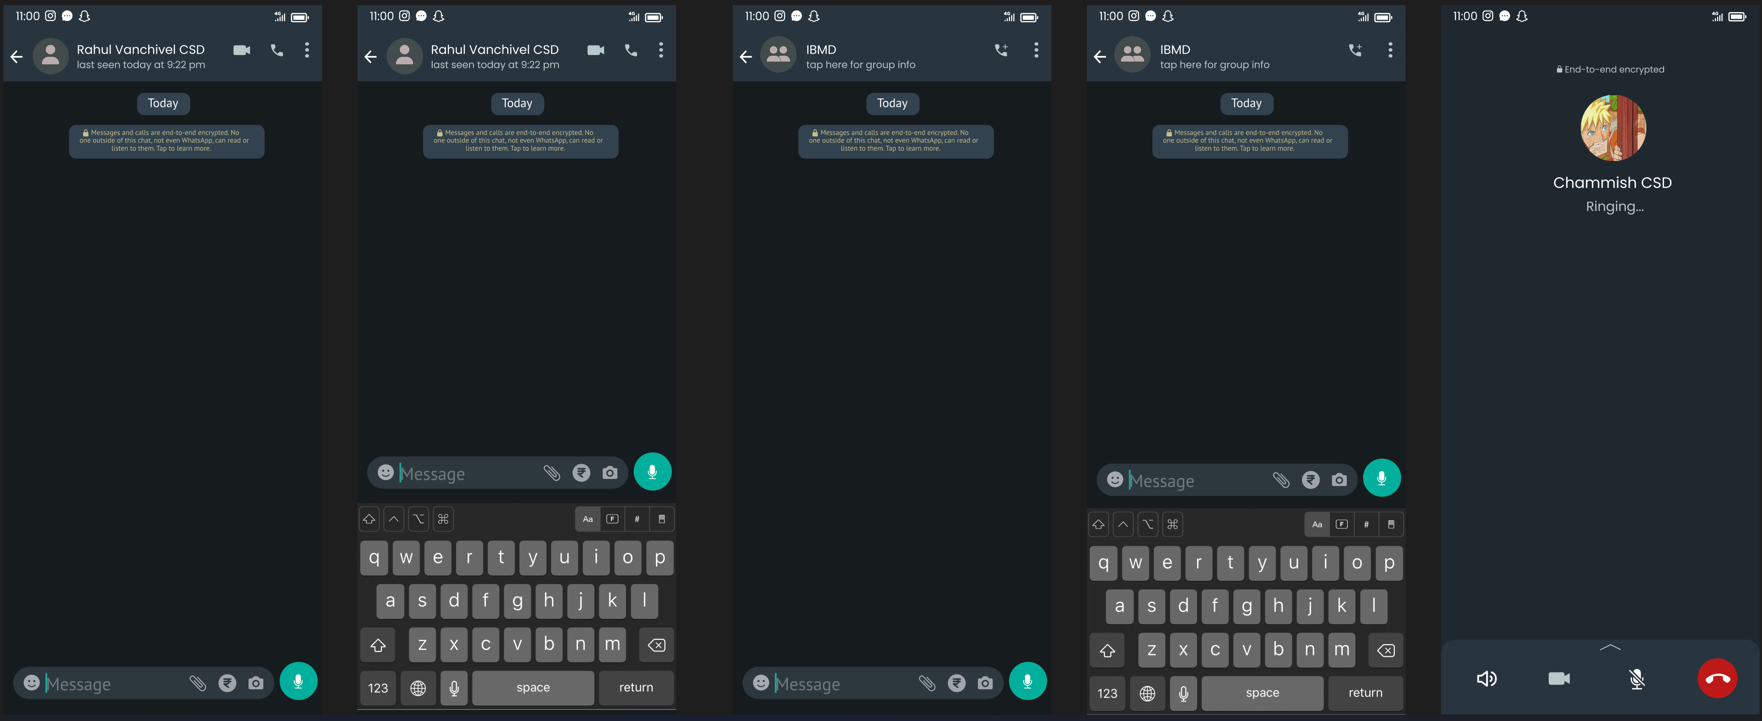 11:00
4G
Rahul Vanchivel CSD
last seen today at 9:22 pm
Today
Messages and calls are end-to-end encrypted. No
one outside of this chat, not even WhatsApp, can read or
listen to them. Tap to learn more.
Message
11:00
4G
Rahul Vanchivel CSD
last seen today at 9:22 pm
Today
Messages and calls are end-to-end encrypted. No
one outside of this chat, not even WhatsApp, can read or
listen to them. Tap to learn more.
Message
Aa F #
q w e r t y u i o p
a s d f g h j k l
z x c v b n m
123 space return
11:00
4G
IBMD
tap here for group info
Today
Messages and calls are end-to-end encrypted. No
one outside of this chat, not even WhatsApp, can read or
listen to them. Tap to learn more.
Message
11:00
4G
IBMD
tap here for group info
Today
Messages and calls are end-to-end encrypted. No
one outside of this chat, not even WhatsApp, can read or
listen to them. Tap to learn more.
Message
Aa F #
q w e r t y u i o p
a s d f g h j k l
z x c v b n m
123 space return
11:00
4G
End-to-end encrypted
Chammish CSD
Ringing...